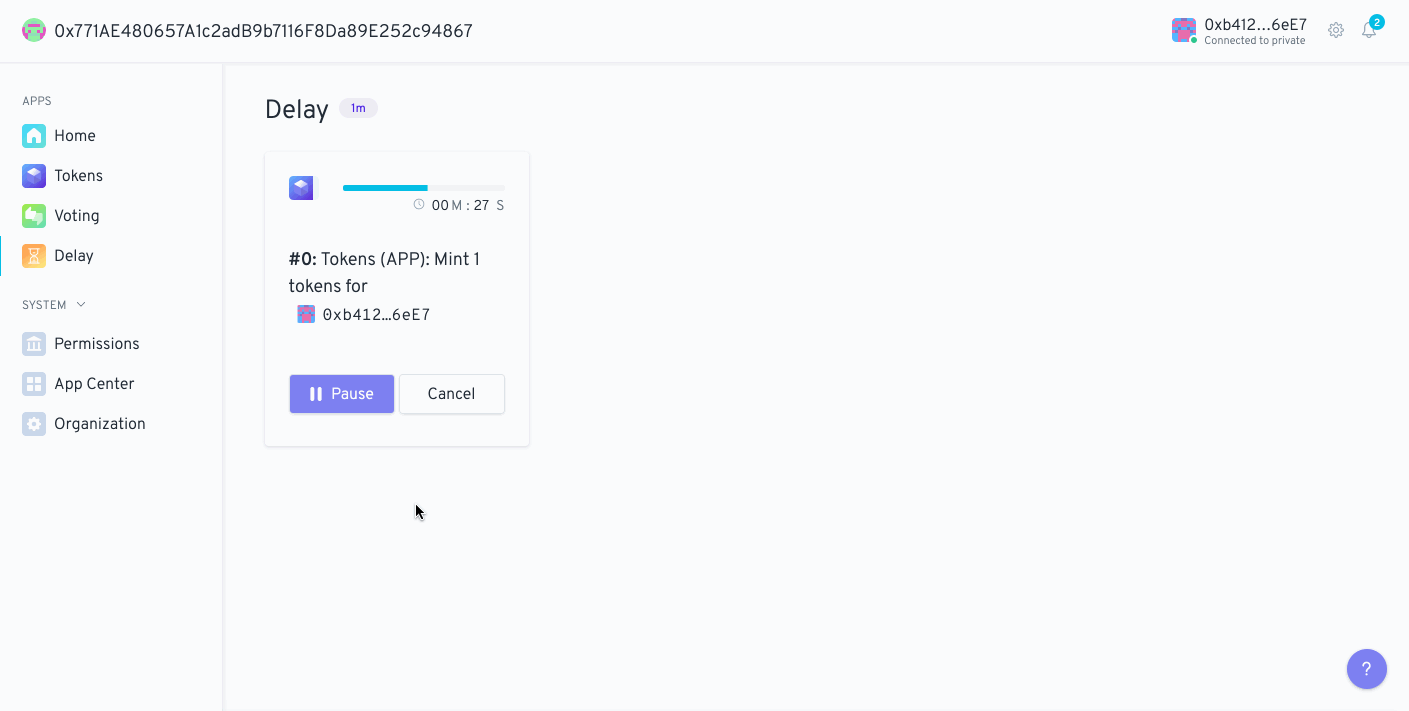 0x771AE480657A1c2adB9b7116F8Da89E252c94867
0xb412...6eE7
Connected to private
2
APPS
Home
Tokens
Voting
Delay
SYSTEM
Permissions
App Center
Organization
Delay 1m
00 M : 27 S
#0: Tokens (APP): Mint 1
tokens for
0xb412…6eE7
Pause
Cancel
?